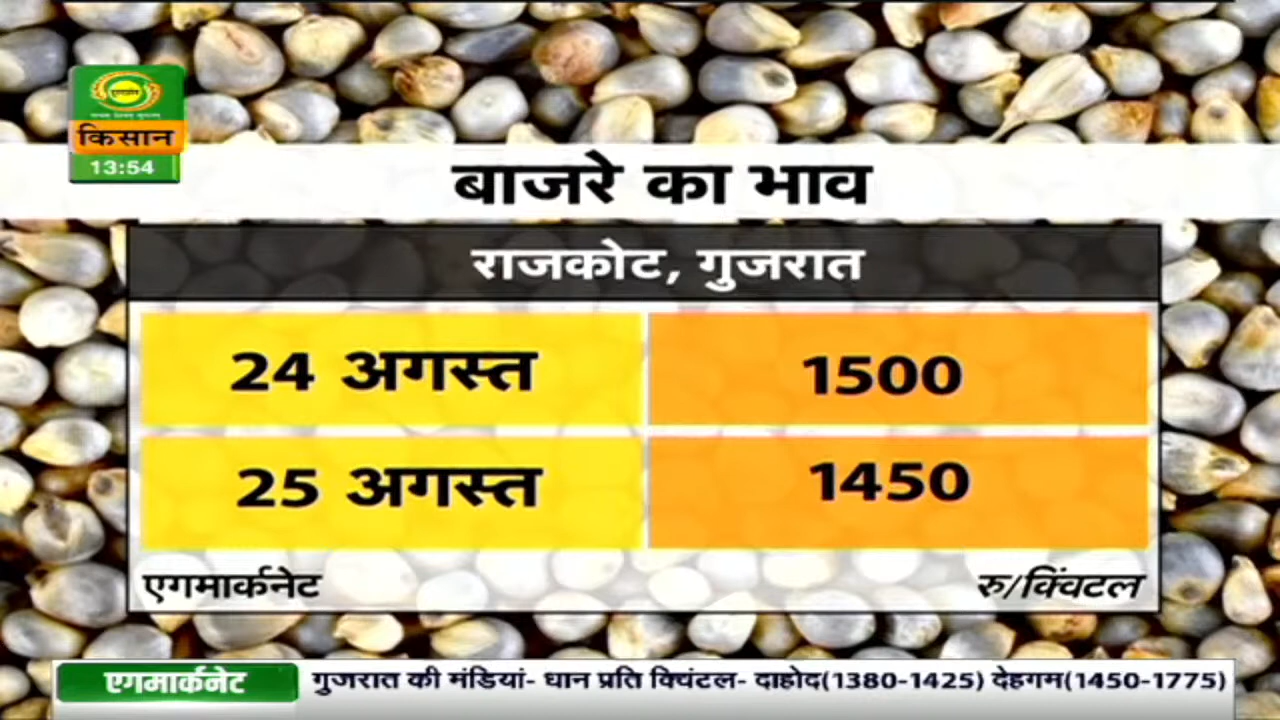 किसान
13:54
बाजरे का भाव
राजकोट, गुजरात
24 अगस्त 1500
25 अगस्त 1450
एगमार्कनेट रु/क्विंटल
एगमार्कनेट गुजरात की मंडियां- धान प्रति क्विंटल- दाहोद(1380-1425) देहगम(1450-1775)